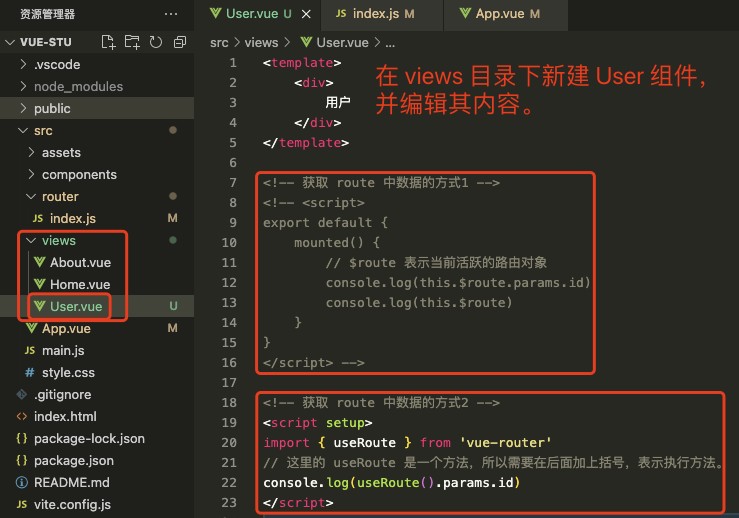 资源管理器
VUE-STU
.vscode
node_modules
public
src
assets
components
router
JS index.js M
views
About.vue
Home.vue
User.vue U
App.vue M
JS main.js
# style.css
.gitignore
<> index.html
{} package-lock.json
{} package.json
README.md
JS vite.config.js
User.vue U
JS index.js M
App.vue M
src > views > User.vue > ...
在 views 目录下新建 User 组件，
并编辑其内容。
1 <template>
2 <div>
3 用户
4 </div>
5 </template>
6
7 <!-- 获取 route 中数据的方式1 -->
8 <!-- <script>
9 export default {
10 mounted() {
11 // $route 表示当前活跃的路由对象
12 console.log(this.$route.params.id)
13 console.log(this.$route)
14 }
15 }
16 </script> -->
17
18 <!-- 获取 route 中数据的方式2 -->
19 <script setup>
20 import { useRoute } from 'vue-router'
21 // 这里的 useRoute 是一个方法，所以需要在后面加上括号，表示执行方法。
22 console.log(useRoute().params.id)
23 </script>